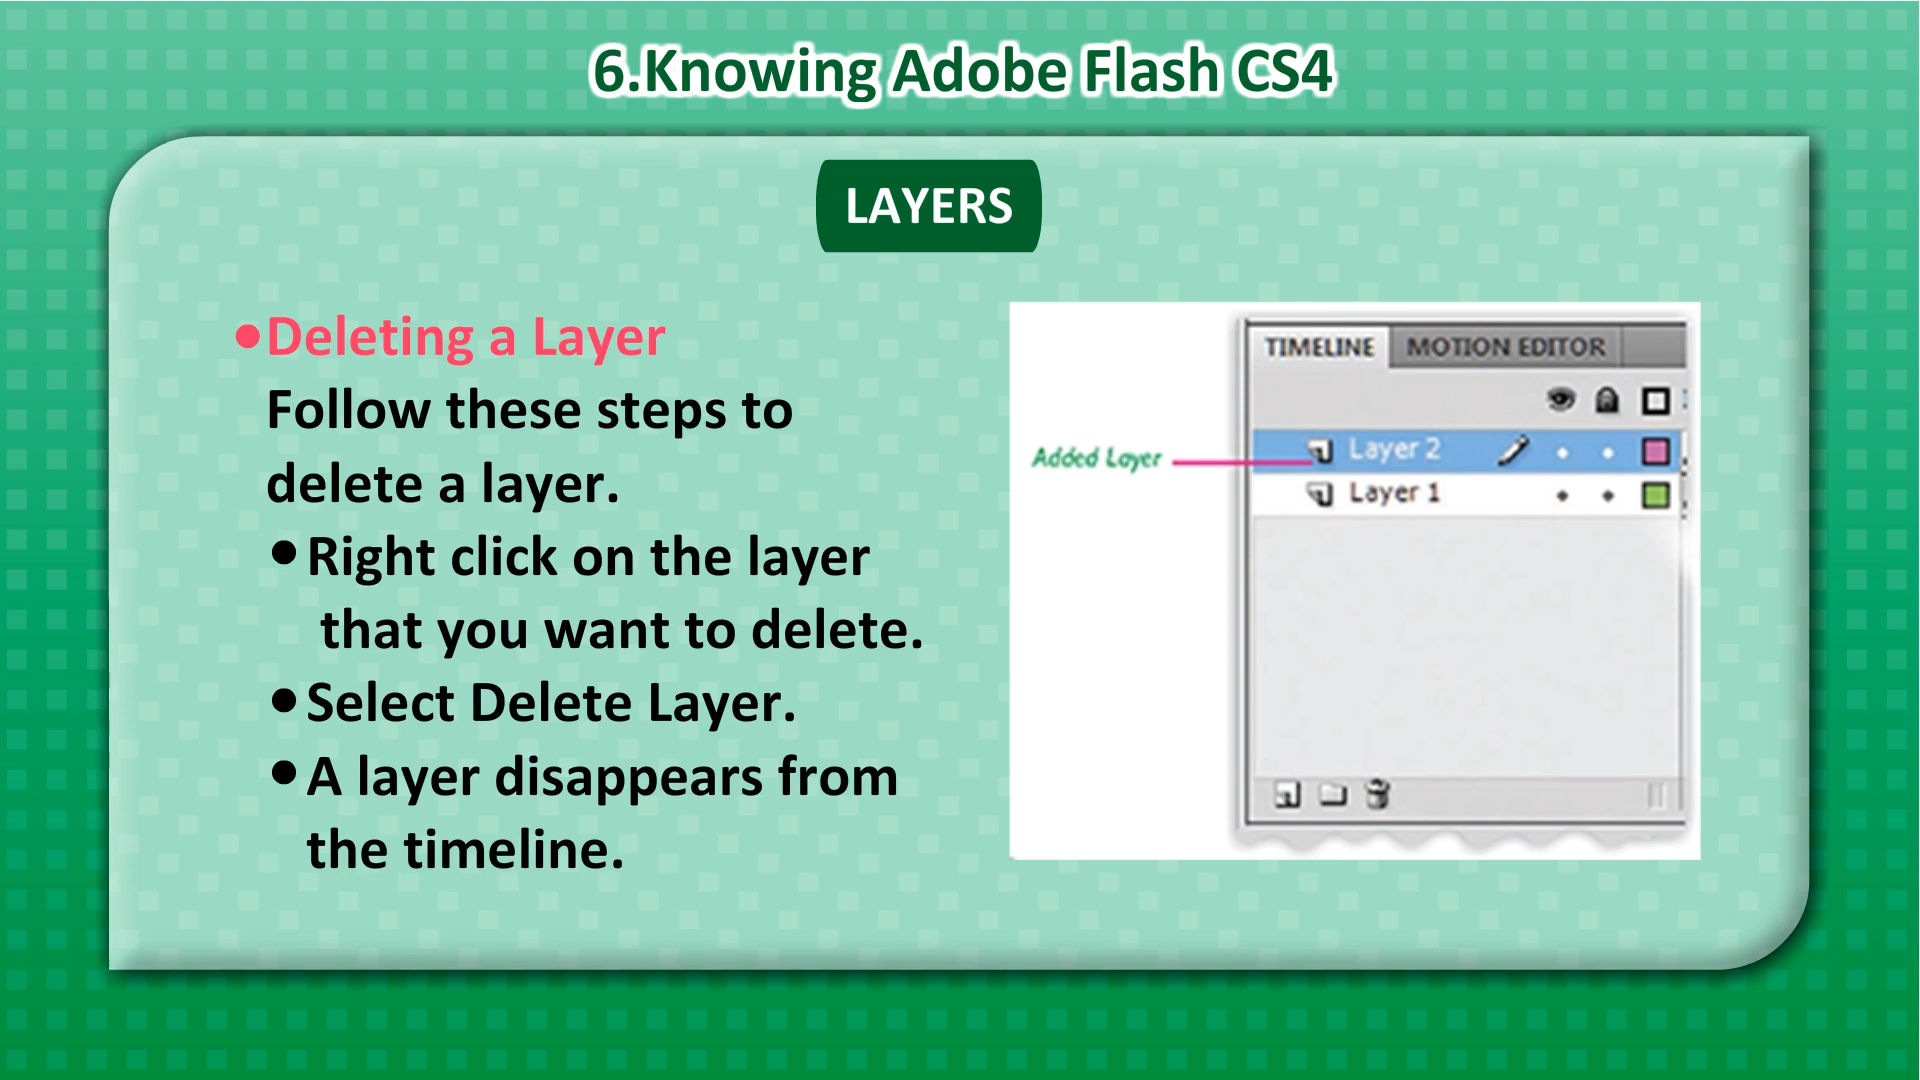 6.Knowing Adobe Flash CS4
LAYERS
•Deleting a Layer
Follow these steps to
delete a layer.
•Right click on the layer
that you want to delete.
•Select Delete Layer.
•A layer disappears from
the timeline.
TIMELINE MOTION EDITOR
Added Layer
Layer 2
Layer 1